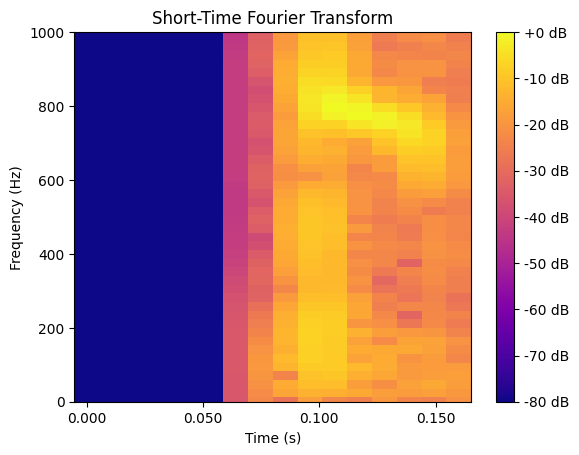 Short-Time Fourier Transform
1000
800
600
400
200
0
Frequency (Hz)
0.000
0.050
0.100
0.150
Time (s)
+0 dB
-10 dB
-20 dB
-30 dB
-40 dB
-50 dB
-60 dB
-70 dB
-80 dB